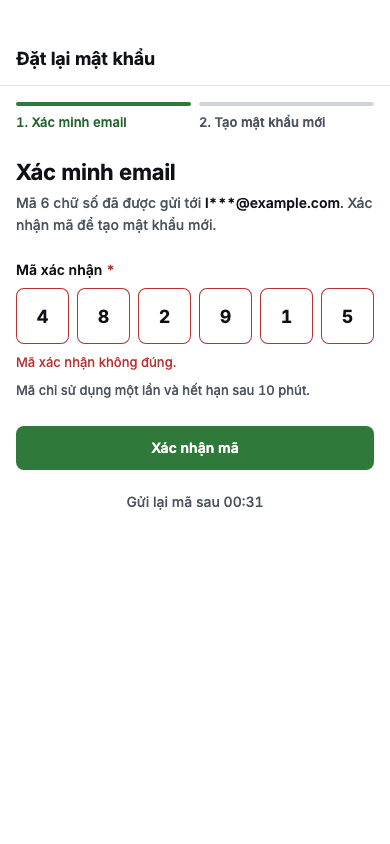 Đặt lại mật khẩu
1. Xác minh email
2. Tạo mật khẩu mới
Xác minh email
Mã 6 chữ số đã được gửi tới l***@example.com. Xác
nhận mã để tạo mật khẩu mới.
Mã xác nhận *
4 8 2 9 1 5
Mã xác nhận không đúng.
Mã chỉ sử dụng một lần và hết hạn sau 10 phút.
Xác nhận mã
Gửi lại mã sau 00:31